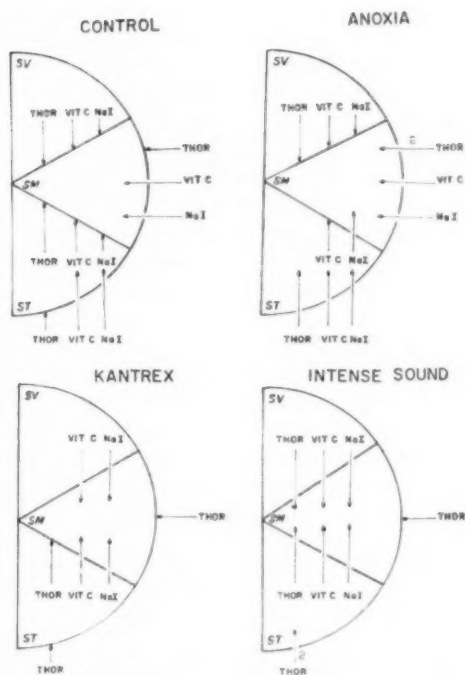 CONTROL
SV
THOR VIT C NaI
THOR
SM
VIT C
NaI
THOR VIT C NaI
ST
THOR VIT C NaI
ANOXIA
SV
THOR VIT C NaI
THOR
SM
VIT C
NaI
VIT C NaI
ST
THOR VIT C NaI
KANTREX
SV
VIT C NaI
SM
THOR
THOR VIT C NaI
ST
THOR
INTENSE SOUND
SV
THOR VIT C NaI
SM
THOR
THOR VIT C NaI
ST
THOR